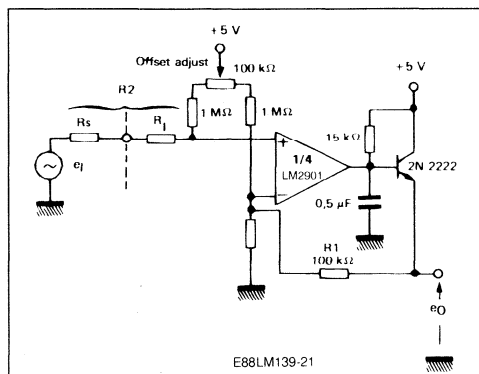 +5 V
Offset adjust
100 kΩ
+5 V
R2
1 MΩ
1 MΩ
Rs
RI
15 kΩ
eI
+
1/4
LM2901
−
2N 2222
0,5 µF
R1
100 kΩ
eO
E88LM139-21